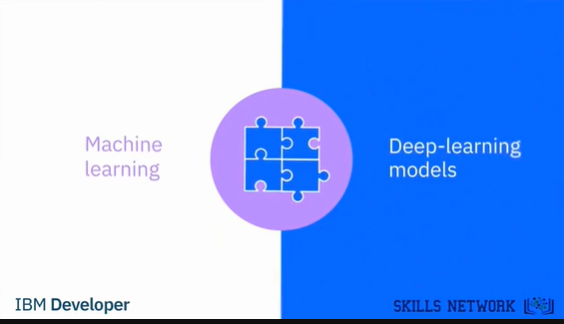 Machine
learning
Deep-learning
models
IBM Developer
SKILLS NETWORK